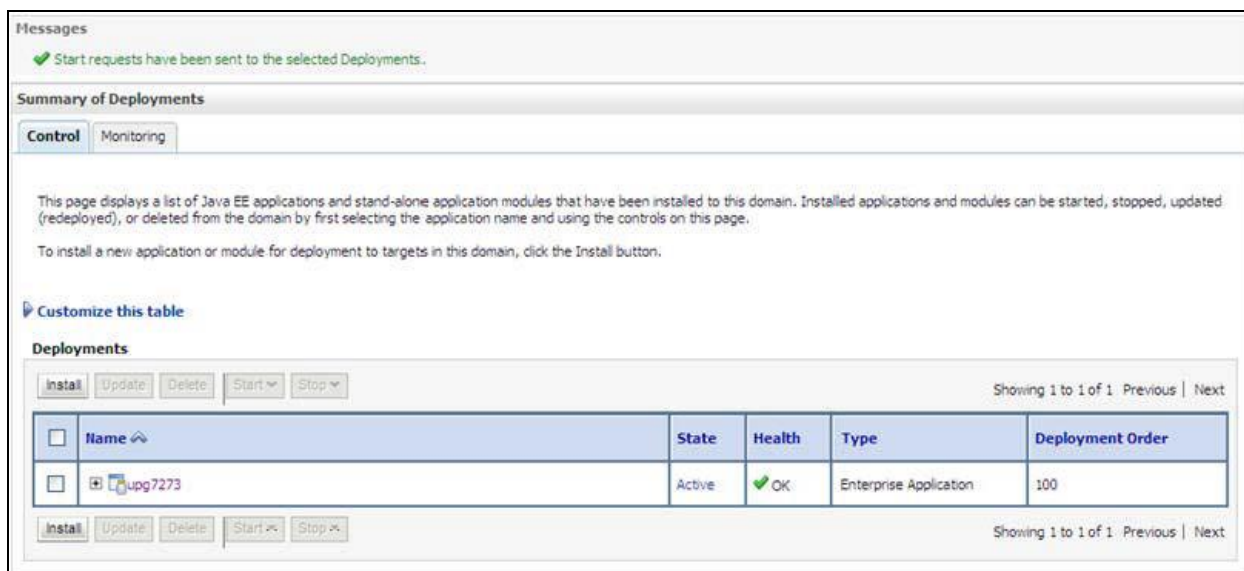 Messages
Start requests have been sent to the selected Deployments.
Summary of Deployments
Control Monitoring
This page displays a list of Java EE applications and stand-alone application modules that have been installed to this domain. Installed applications and modules can be started, stopped, updated
(redeployed), or deleted from the domain by first selecting the application name and using the controls on this page.
To install a new application or module for deployment to targets in this domain, click the Install button.
Customize this table
Deployments
Install Update Delete Start Stop Showing 1 to 1 of 1 Previous | Next
Name State Health Type Deployment Order
upg7273 Active OK Enterprise Application 100
Install Update Delete Start Stop Showing 1 to 1 of 1 Previous | Next